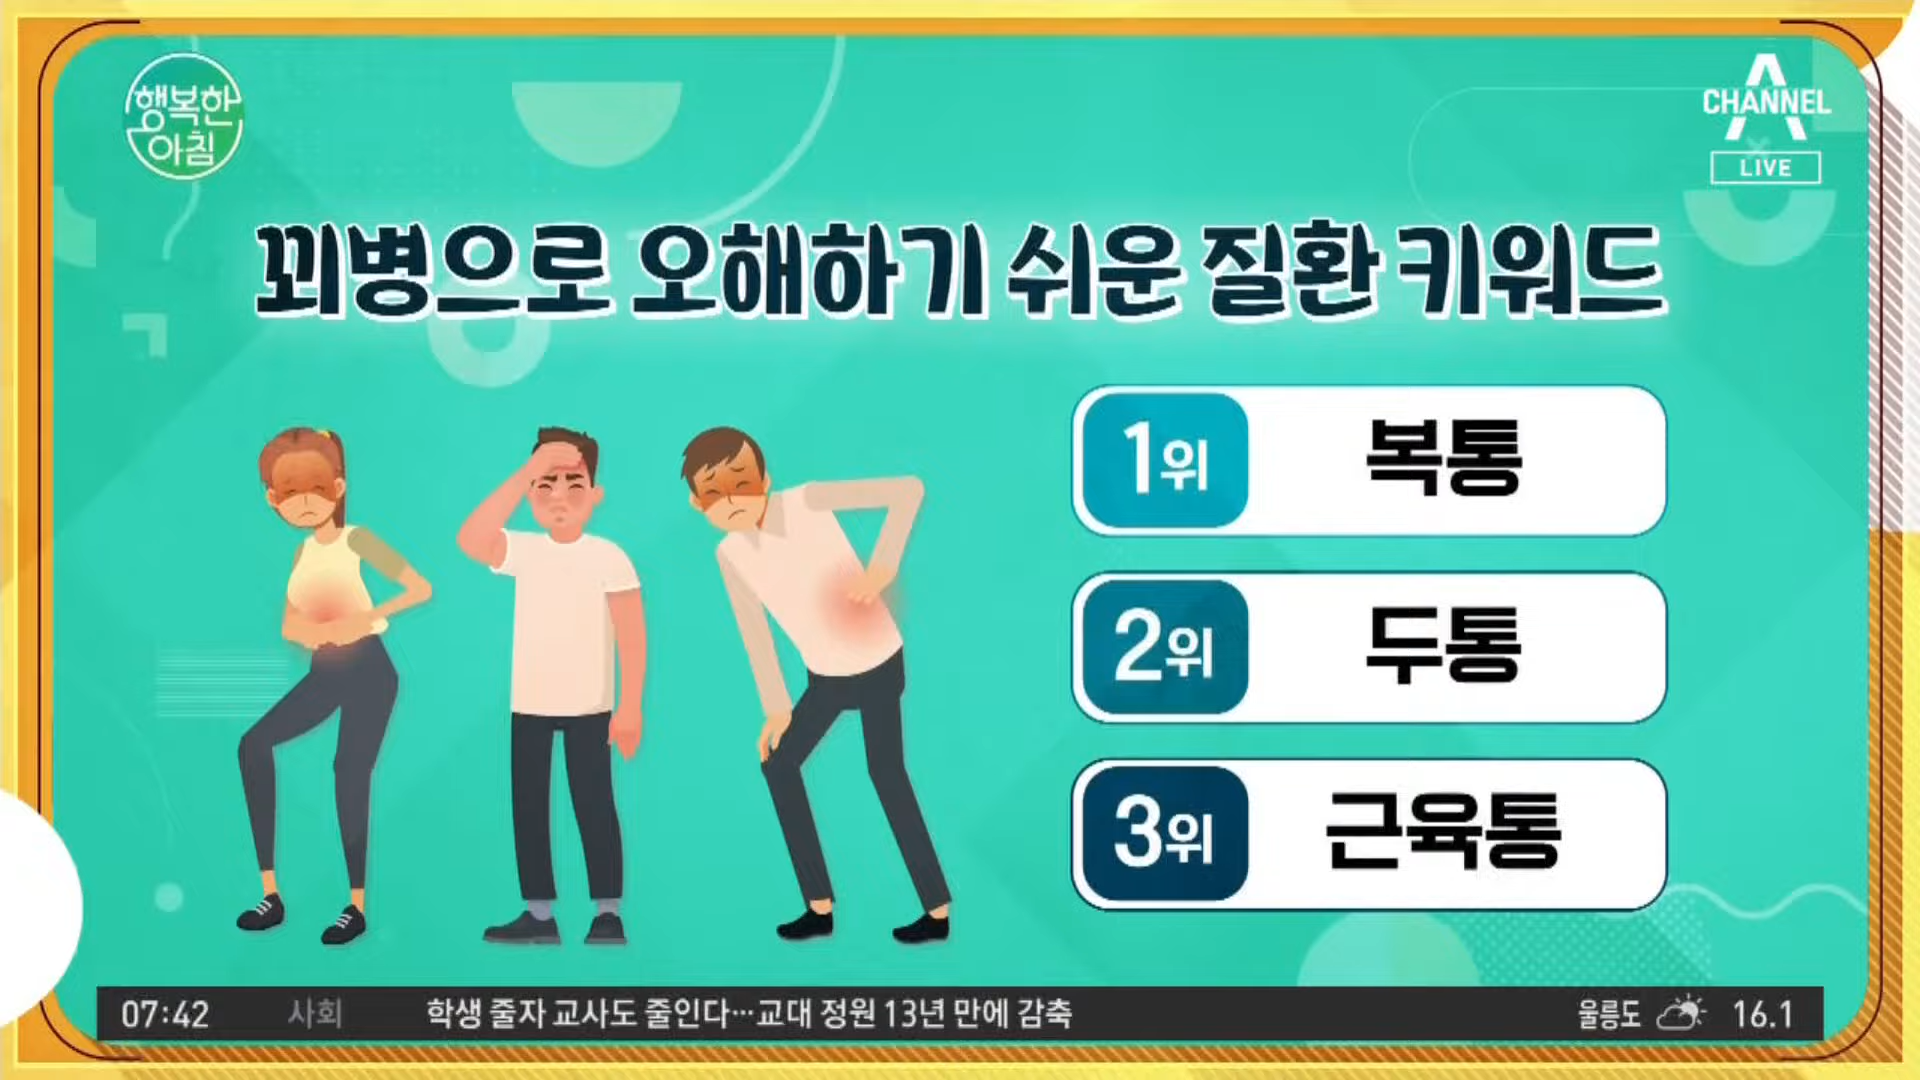 행복한
아침
CHANNEL A
LIVE
꾀병으로 오해하기 쉬운 질환 키워드
1위 복통
2위 두통
3위 근육통
07:42 사회 학생 줄자 교사도 줄인다…교대 정원 13년 만에 감축 울릉도 16.1